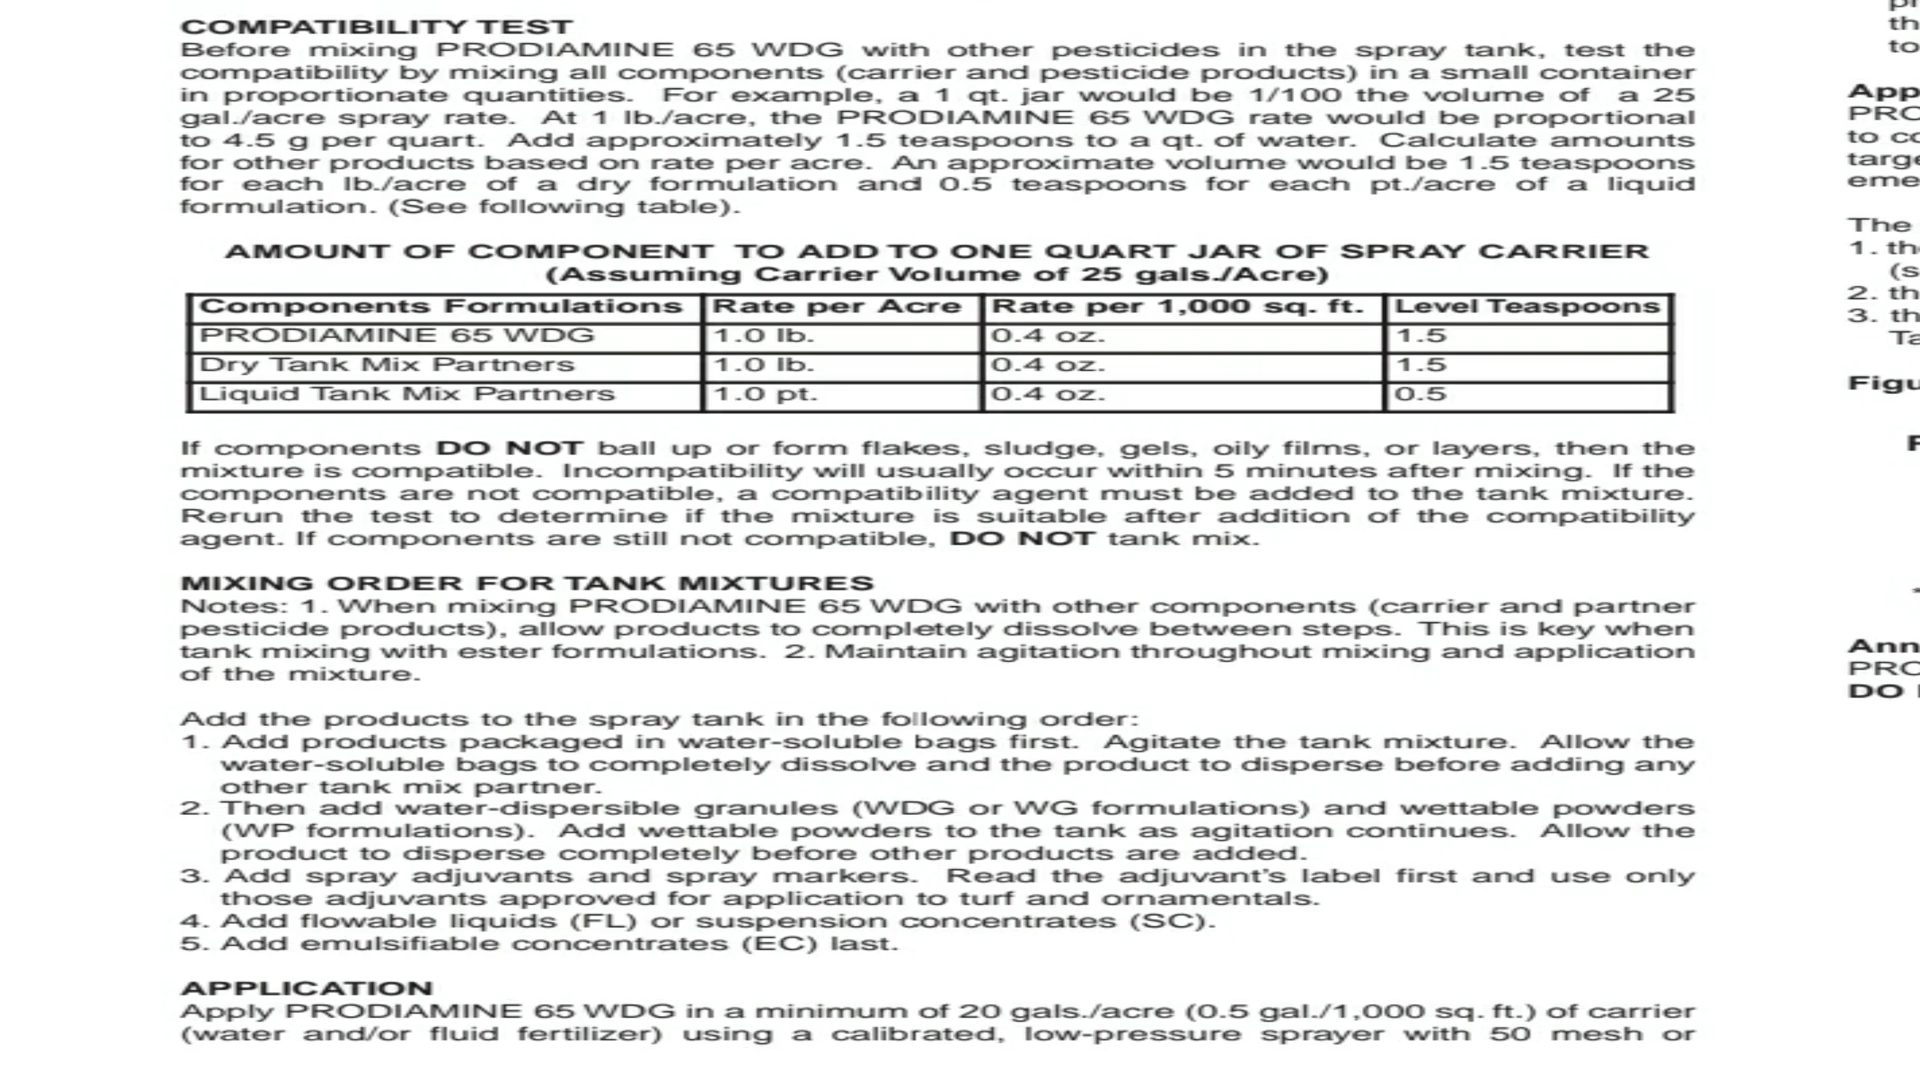 COMPATIBILITY TEST
Before mixing PRODIAMINE 65 WDG with other pesticides in the spray tank, test the
compatibility by mixing all components (carrier and pesticide products) in a small container
in proportionate quantities. For example, a 1 qt. jar would be 1/100 the volume of a 25
gal./acre spray rate. At 1 lb./acre, the PRODIAMINE 65 WDG rate would be proportional
to 4.5 g per quart. Add approximately 1.5 teaspoons to a qt. of water. Calculate amounts
for other products based on rate per acre. An approximate volume would be 1.5 teaspoons
for each lb./acre of a dry formulation and 0.5 teaspoons for each pt./acre of a liquid
formulation. (See following table).
AMOUNT OF COMPONENT TO ADD TO ONE QUART JAR OF SPRAY CARRIER
(Assuming Carrier Volume of 25 gals./Acre)
Components Formulations Rate per Acre Rate per 1,000 sq. ft. Level Teaspoons
PRODIAMINE 65 WDG 1.0 lb. 0.4 oz. 1.5
Dry Tank Mix Partners 1.0 lb. 0.4 oz. 1.5
Liquid Tank Mix Partners 1.0 pt. 0.4 oz. 0.5
If components DO NOT ball up or form flakes, sludge, gels, oily films, or layers, then the
mixture is compatible. Incompatibility will usually occur within 5 minutes after mixing. If the
components are not compatible, a compatibility agent must be added to the tank mixture.
Rerun the test to determine if the mixture is suitable after addition of the compatibility
agent. If components are still not compatible, DO NOT tank mix.
MIXING ORDER FOR TANK MIXTURES
Notes: 1. When mixing PRODIAMINE 65 WDG with other components (carrier and partner
pesticide products), allow products to completely dissolve between steps. This is key when
tank mixing with ester formulations. 2. Maintain agitation throughout mixing and application
of the mixture.
Add the products to the spray tank in the following order:
1. Add products packaged in water-soluble bags first. Agitate the tank mixture. Allow the
water-soluble bags to completely dissolve and the product to disperse before adding any
other tank mix partner.
2. Then add water-dispersible granules (WDG or WG formulations) and wettable powders
(WP formulations). Add wettable powders to the tank as agitation continues. Allow the
product to disperse completely before other products are added.
3. Add spray adjuvants and spray markers. Read the adjuvant's label first and use only
those adjuvants approved for application to turf and ornamentals.
4. Add flowable liquids (FL) or suspension concentrates (SC).
5. Add emulsifiable concentrates (EC) last.
APPLICATION
Apply PRODIAMINE 65 WDG in a minimum of 20 gals./acre (0.5 gal./1,000 sq. ft.) of carrier
(water and/or fluid fertilizer) using a calibrated, low-pressure sprayer with 50 mesh or
th
to
App
PRO
to co
targe
eme
The
1. the
(s
2. th
3. th
Ta
Figu
Ann
PRO
DO